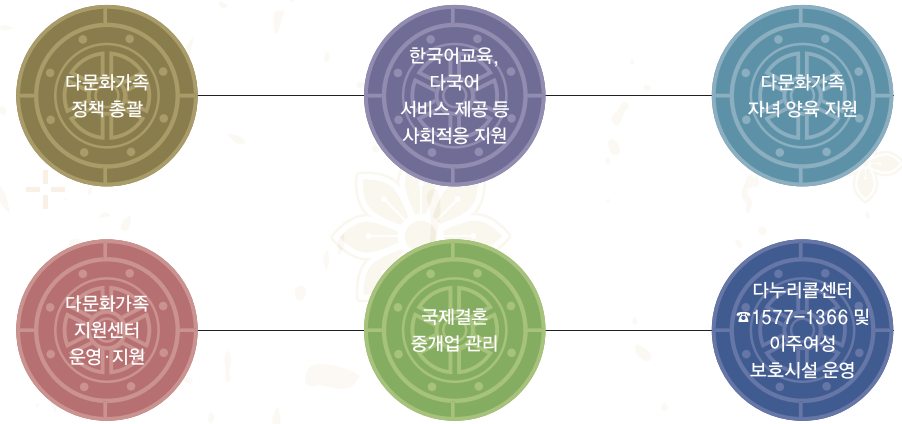 다문화가족
정책 총괄
한국어교육,
다국어
서비스 제공 등
사회적응 지원
다문화가족
자녀 양육 지원
다문화가족
지원센터
운영·지원
국제결혼
중개업 관리
다누리콜센터
☎1577-1366 및
이주여성
보호시설 운영